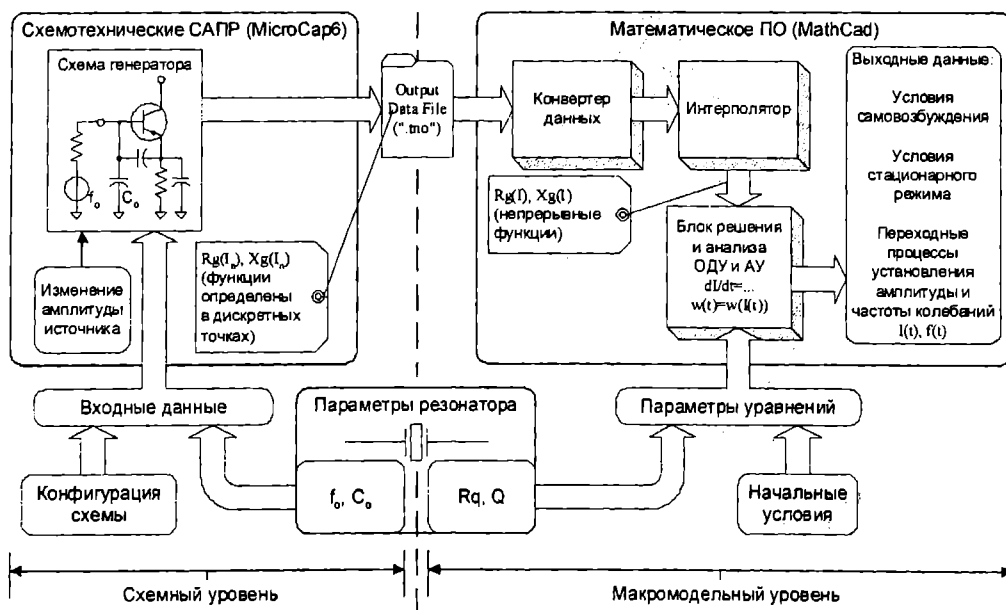 Схемотехнические САПР (MicroCap6)
Схема генератора
f₀
C₀
Изменение
амплитуды
источника
Rg(Iₙ), Xg(Iₙ)
(функции
определены
в дискретных
точках)
Output
Data File
(".tno")
Математическое ПО (MathCad)
Конвертер
данных
Интерполятор
Rg(I), Xg(I)
(непрерывные
функции)
Блок решения
и анализа
ОДУ и АУ
dI/dt=...
w(t)=w(I(t))
Выходные данные:
Условия
самовозбуждения
Условия
стационарного
режима
Переходные
процессы
установления
амплитуды и
частоты колебаний
I(t), f(t)
Входные данные
Конфигурация
схемы
Параметры резонатора
f₀, C₀
Rq, Q
Параметры уравнений
Начальные
условия
Схемный уровень
Макромодельный уровень